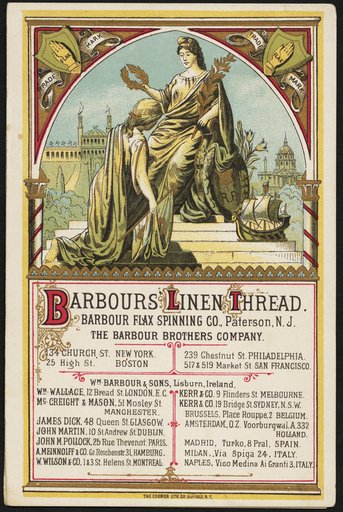 TRADE MARK
FLAX
TRADE MARK
FLAX
BARBOURS LINEN THREAD.
BARBOUR FLAX SPINNING CO., Paterson, N. J.
THE BARBOUR BROTHERS COMPANY.
134 CHURCH, ST. NEW YORK.
25 High St. BOSTON
239 Chestnut St. PHILADELPHIA.
517 & 519 Market St. SAN FRANCISCO.
Wm BARBOUR & SONS, Lisburn, Ireland,
Wm WALLACE, 12 Bread St. LONDON, E.C.
Mc CREIGHT & MASON, 51 Mosley St
MANCHESTER.
JAMES DICK, 48 Queen St. GLASGOW.
JOHN MARTIN. 10 St. Andrew St. DUBLIN.
JOHN M. POLLOCK, 25 Rue Thevenot PARIS.
A. MEINNOLFF & CO. Gr. Reichenstr 31, HAMBURG.
W. WILSON & CO. 1 & 3 St. Helens St. MONTREAL
KERR & CO. 9 Flinders St MELBOURNE.
KERR & CO. 19 Bridge St. SYDNEY, N.S.W.
BRUSSELS, Place Rouppe, 2 BELGIUM.
AMSTERDAM, O.Z Voorburgwal, A. 332
HOLLAND.
MADRID, Turko, 8 Pral, SPAIN.
MILAN, Via Spiga 24, ITALY.
NAPLES, Vico Medina Ai Granti 3, ITALY.
THE COURIER LITH. CO. BUFFALO, N.Y.